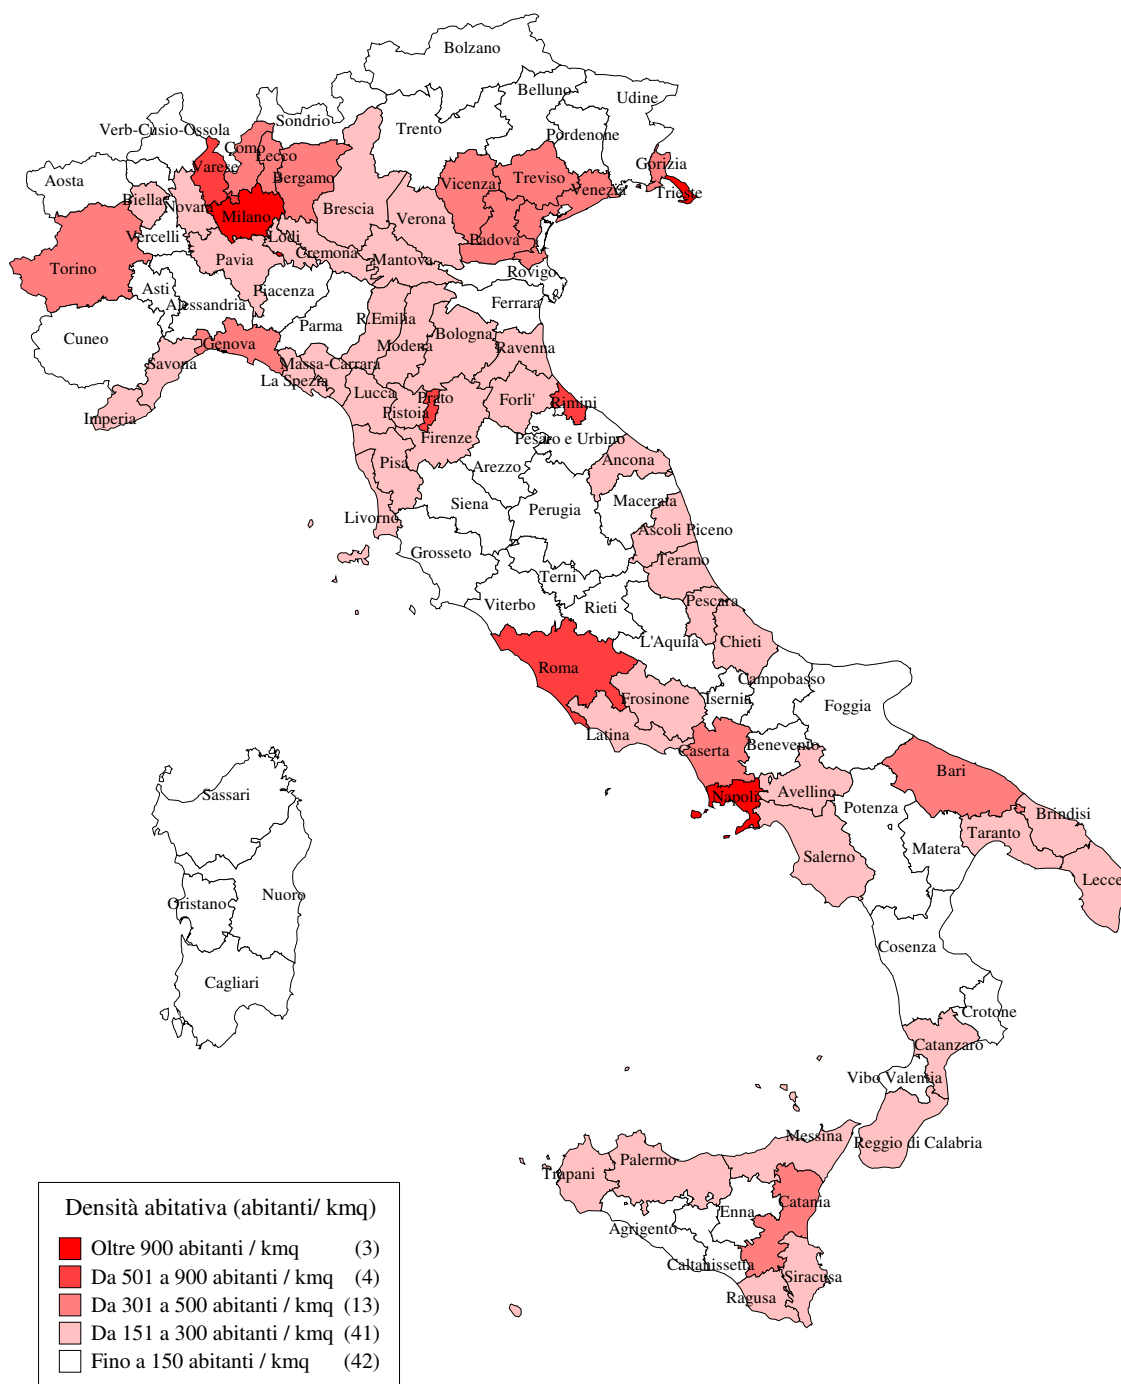 Bolzano
Belluno
Udine
Sondrio
Trento
Verb-Cusio-Ossola
Pordenone
Como
Lecco
Gorizia
Varese
Bergamo
Aosta
Vicenza
Treviso
Venezia
Trieste
Biella
Novara
Milano
Brescia
Verona
Vercelli
Lodi
Padova
Cremona
Pavia
Mantova
Torino
Rovigo
Asti
Piacenza
Alessandria
Ferrara
Parma
R.Emilia
Cuneo
Bologna
Genova
Modena
Ravenna
Savona
Massa-Carrara
La Spezia
Lucca
Prato
Forli'
Rimini
Imperia
Pistoia
Firenze
Pesaro e Urbino
Pisa
Arezzo
Ancona
Siena
Macerata
Perugia
Livorno
Ascoli Piceno
Grosseto
Teramo
Terni
Viterbo
Rieti
Pescara
L'Aquila
Chieti
Roma
Campobasso
Frosinone
Isernia
Foggia
Latina
Caserta
Benevento
Bari
Sassari
Napoli
Avellino
Potenza
Brindisi
Taranto
Matera
Salerno
Lecce
Nuoro
Oristano
Cosenza
Cagliari
Crotone
Catanzaro
Vibo Valentia
Messina
Reggio di Calabria
Palermo
Trapani
Catania
Enna
Agrigento
Caltanissetta
Siracusa
Ragusa
Densità abitativa (abitanti/ kmq)
Oltre 900 abitanti / kmq (3)
Da 501 a 900 abitanti / kmq (4)
Da 301 a 500 abitanti / kmq (13)
Da 151 a 300 abitanti / kmq (41)
Fino a 150 abitanti / kmq (42)